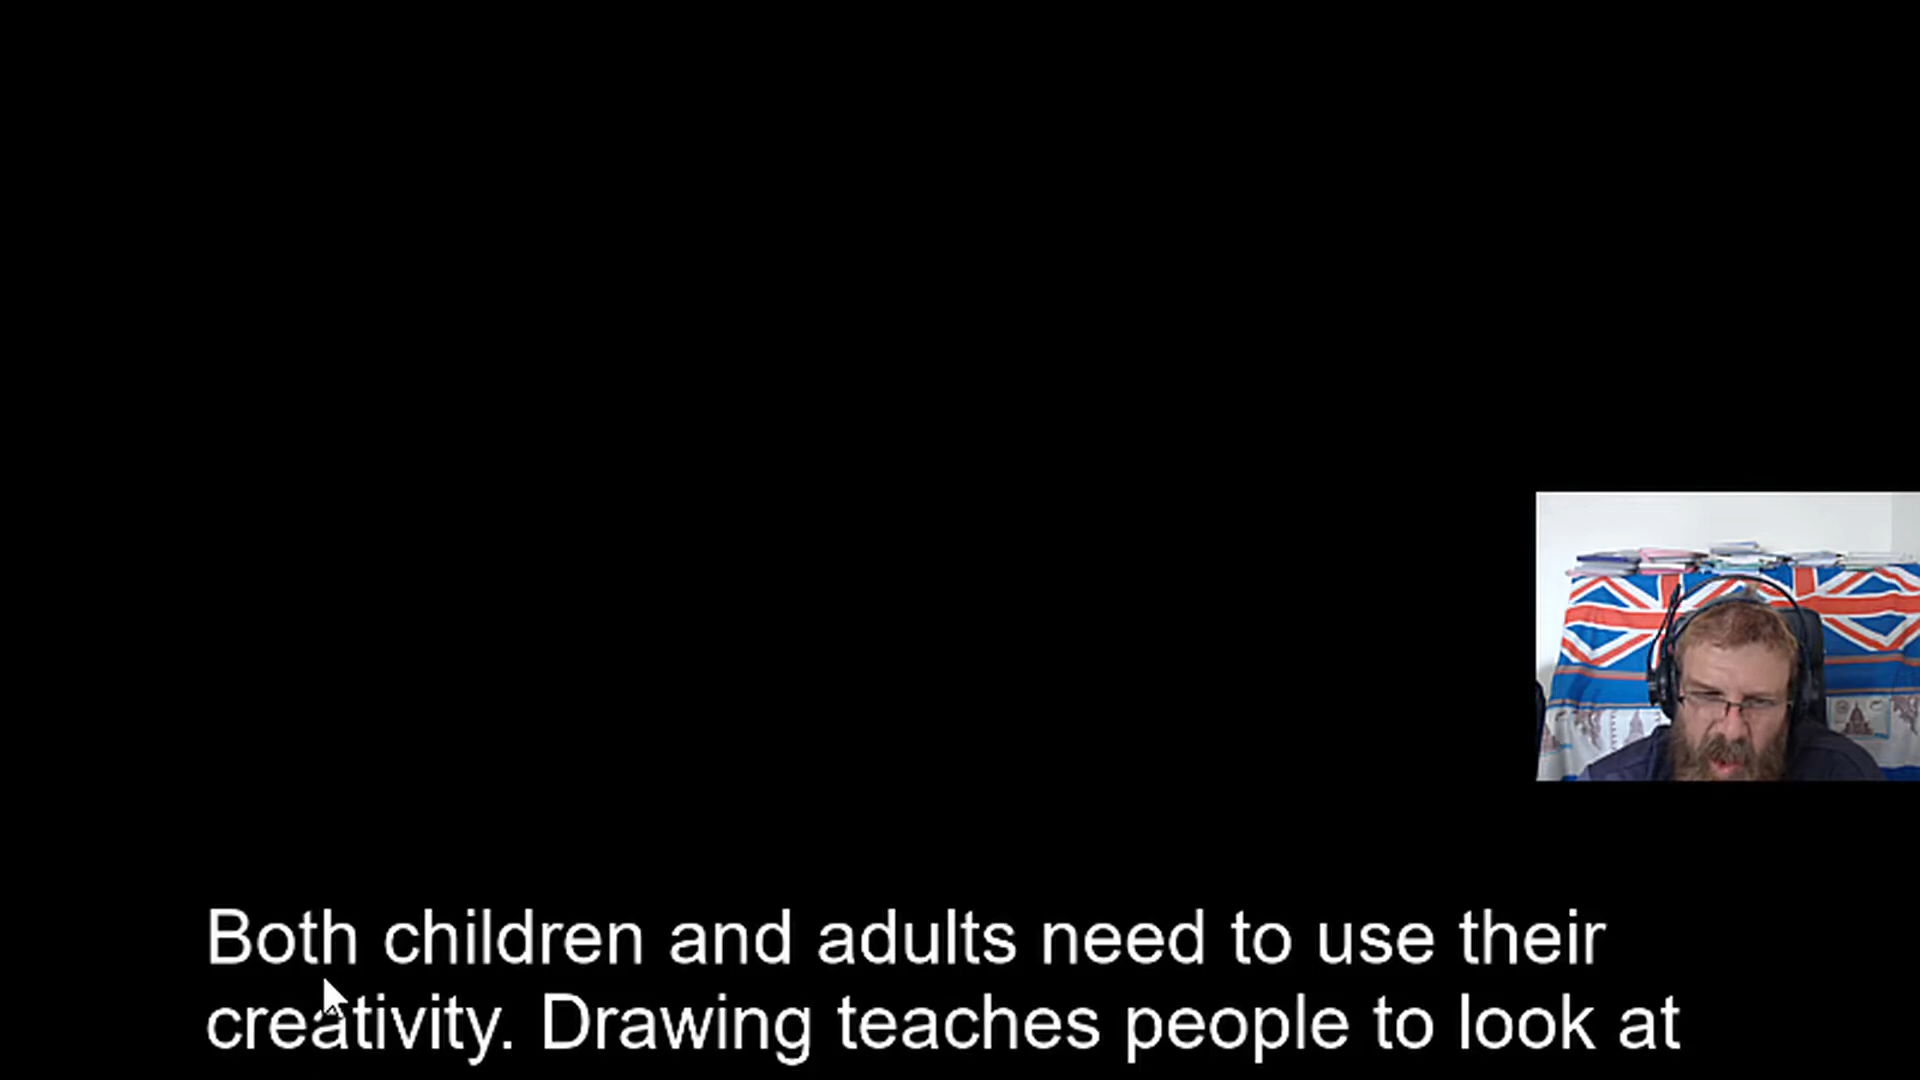 Both children and adults need to use their
creativity. Drawing teaches people to look at